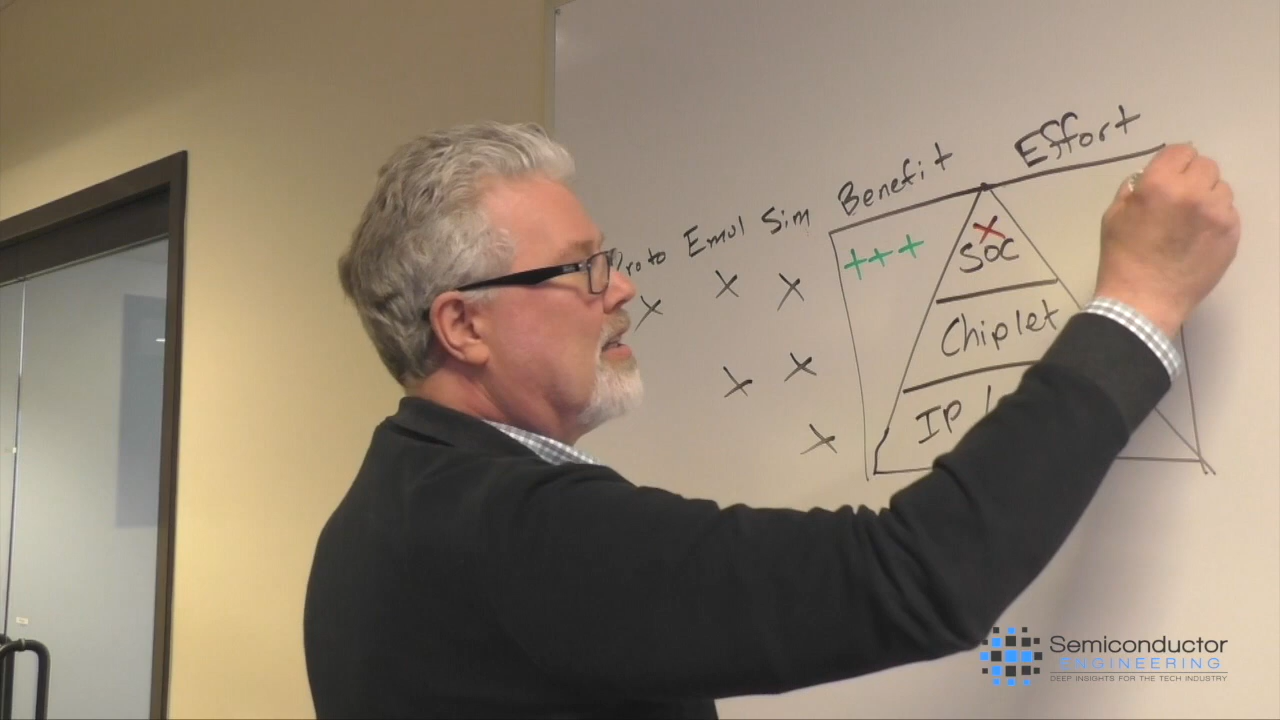 Effort
Benefit
Proto Emul Sim
+++
X
SOC
X X X
Chiplet
X X
IP
X
Semiconductor
ENGINEERING
DEEP INSIGHTS FOR THE TECH INDUSTRY